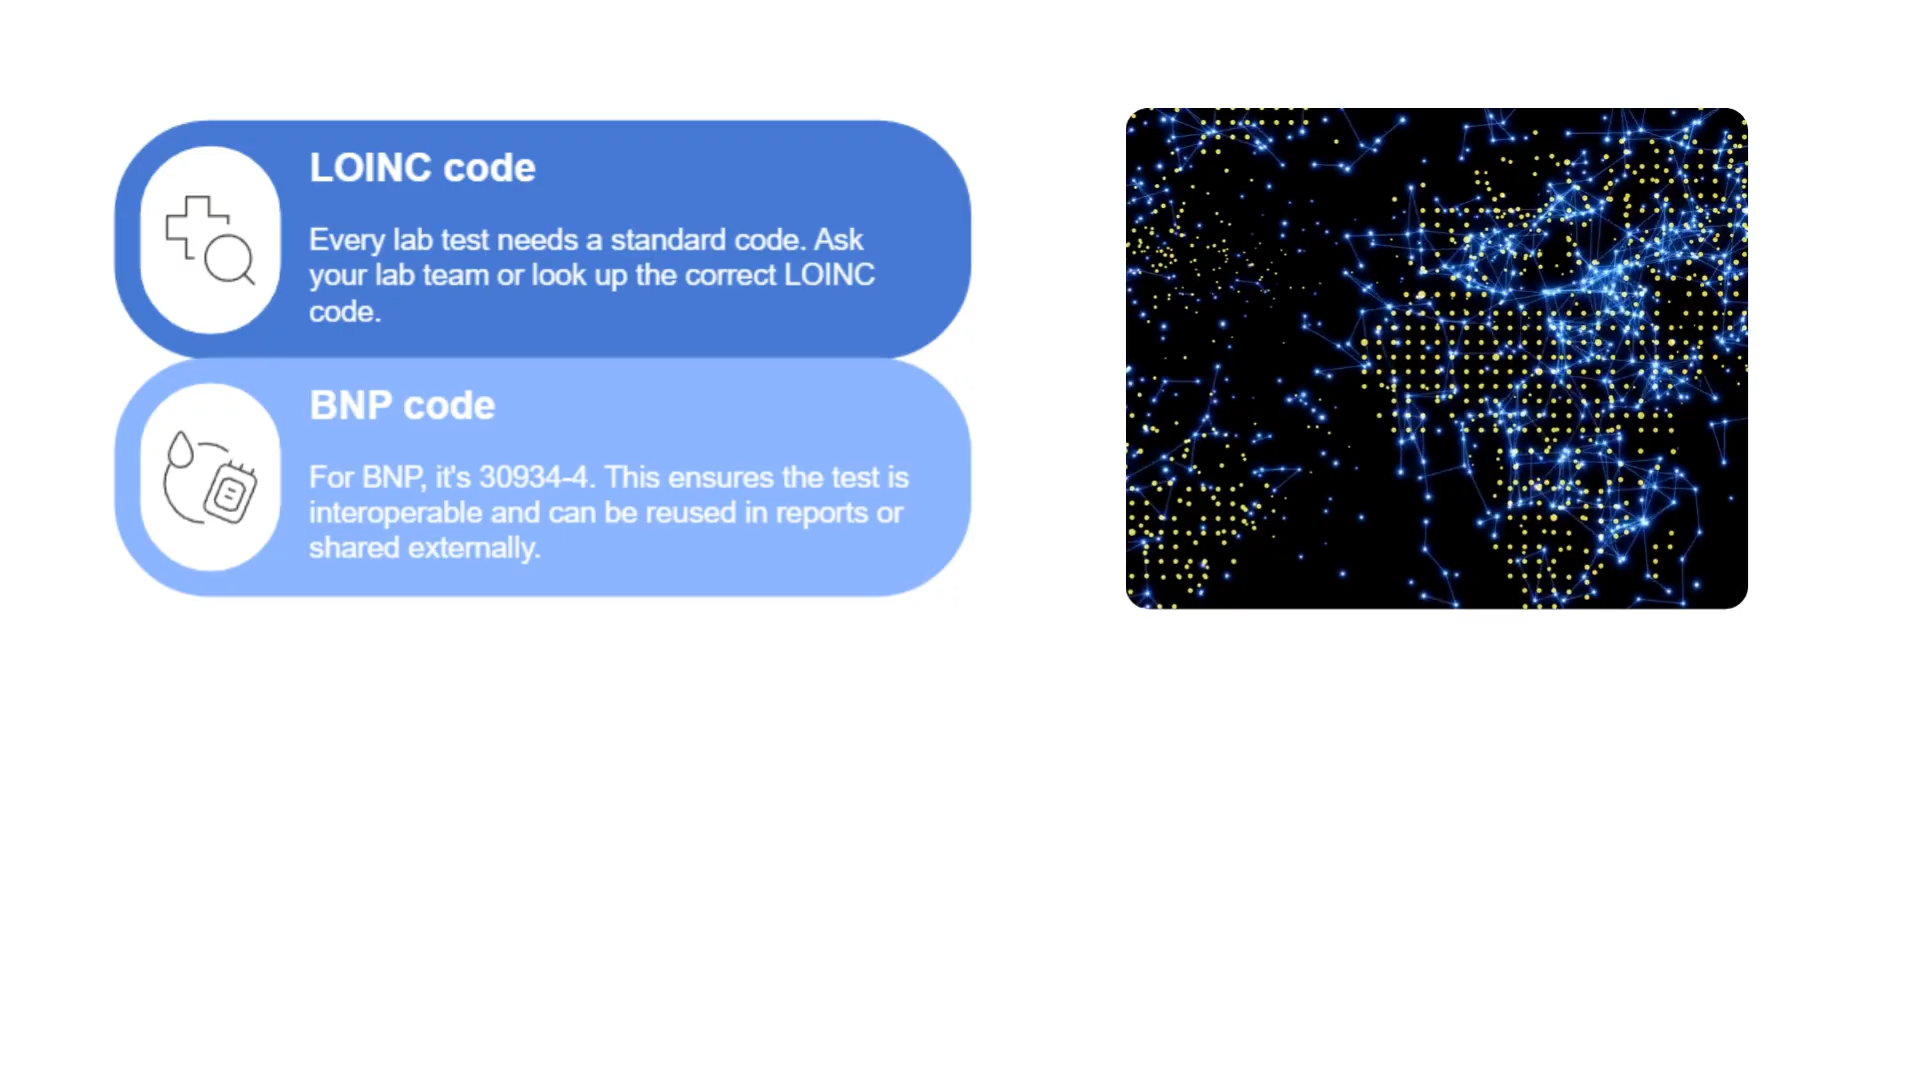 LOINC code
Every lab test needs a standard code. Ask
your lab team or look up the correct LOINC
code.
BNP code
For BNP, it's 30934-4. This ensures the test is
interoperable and can be reused in reports or
shared externally.